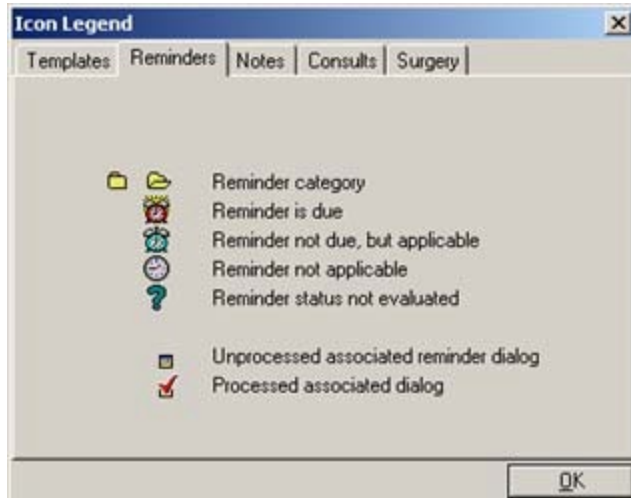 Icon Legend
Templates Reminders Notes Consults Surgery
Reminder category
Reminder is due
Reminder not due, but applicable
Reminder not applicable
Reminder status not evaluated
Unprocessed associated reminder dialog
Processed associated dialog
OK